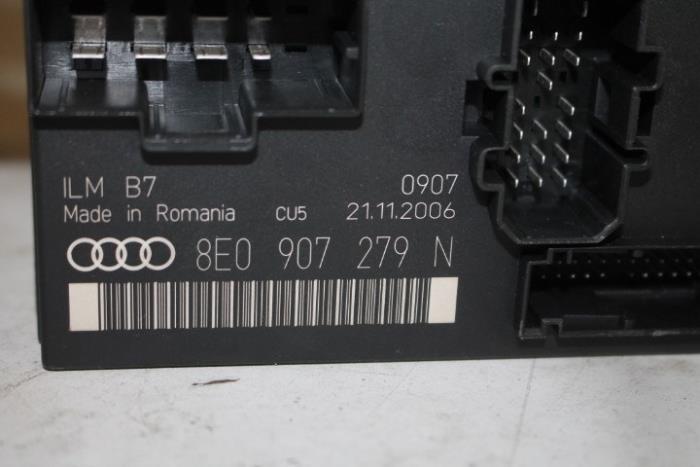 ILM B7 0907
Made in Romania CU5 21.11.2006
8E0 907 279 N